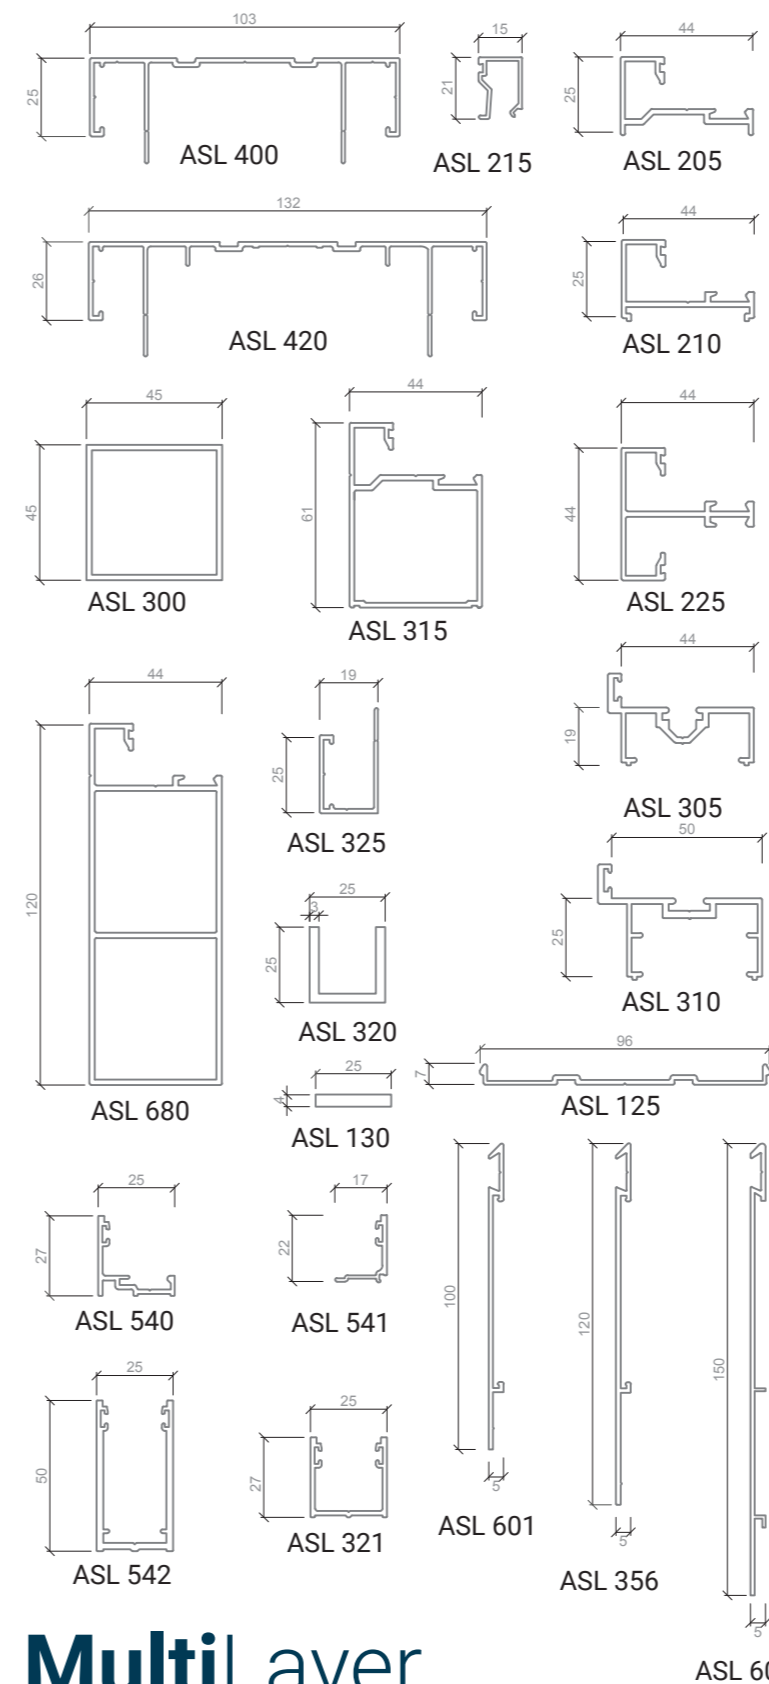 103
15
44
25
21
25
ASL 400
ASL 215
ASL 205
132
44
26
25
ASL 420
ASL 210
45
44
44
45
61
44
ASL 300
ASL 315
ASL 225
44
19
44
120
25
19
ASL 325
ASL 305
25
50
3
25
25
ASL 320
ASL 310
25
96
4
7
ASL 680
ASL 130
ASL 125
25
17
27
22
100
120
150
ASL 540
ASL 541
25
25
50
27
5
5
5
ASL 542
ASL 321
ASL 601
ASL 356
MultiLayer